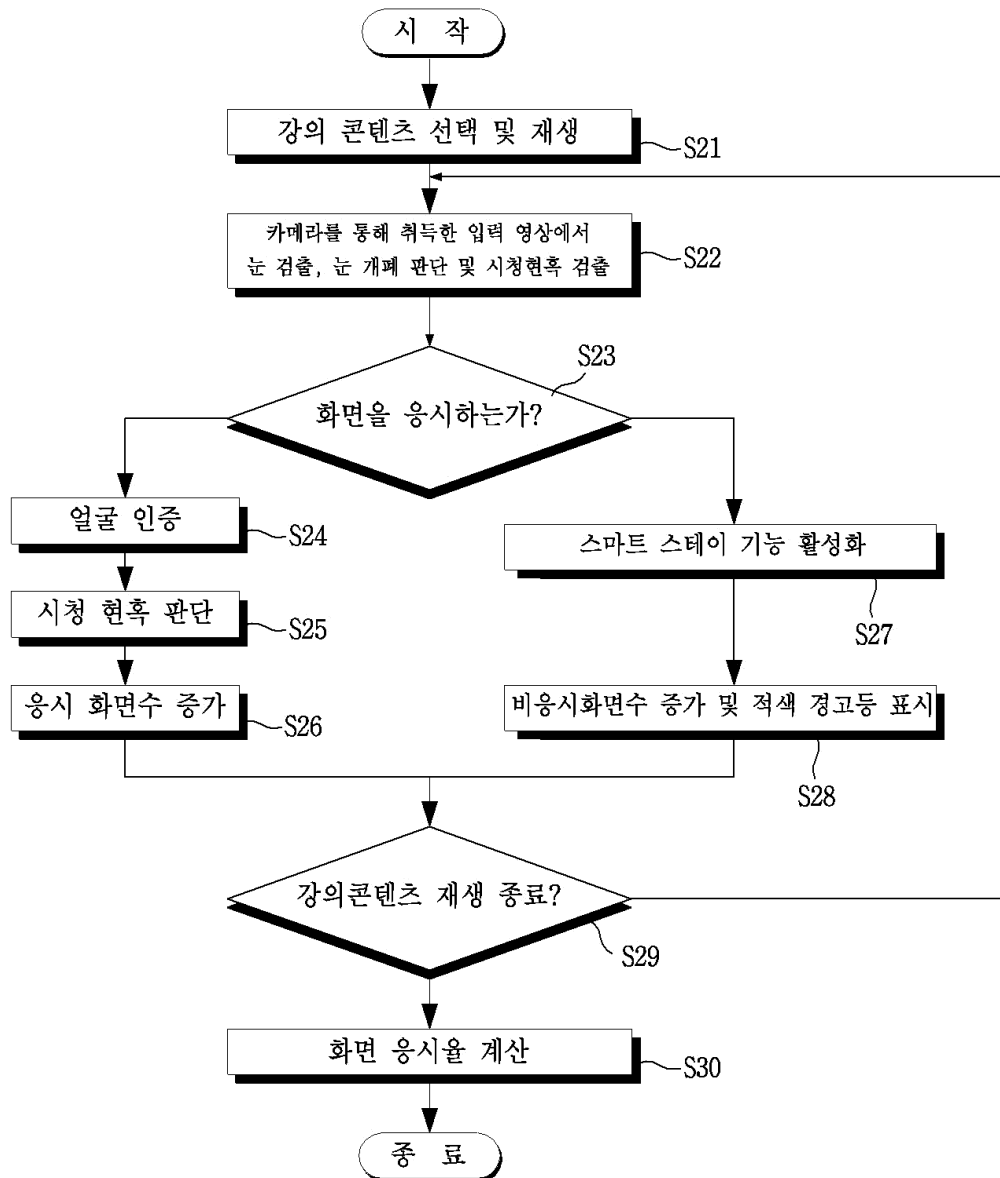 시 작
강의 콘텐츠 선택 및 재생
S21
카메라를 통해 취득한 입력 영상에서
눈 검출, 눈 개폐 판단 및 시청현혹 검출
S22
S23
화면을 응시하는가?
얼굴 인증
S24
스마트 스테이 기능 활성화
S27
시청 현혹 판단
S25
응시 화면수 증가
S26
비응시화면수 증가 및 적색 경고등 표시
S28
강의콘텐츠 재생 종료?
S29
화면 응시율 계산
S30
종 료